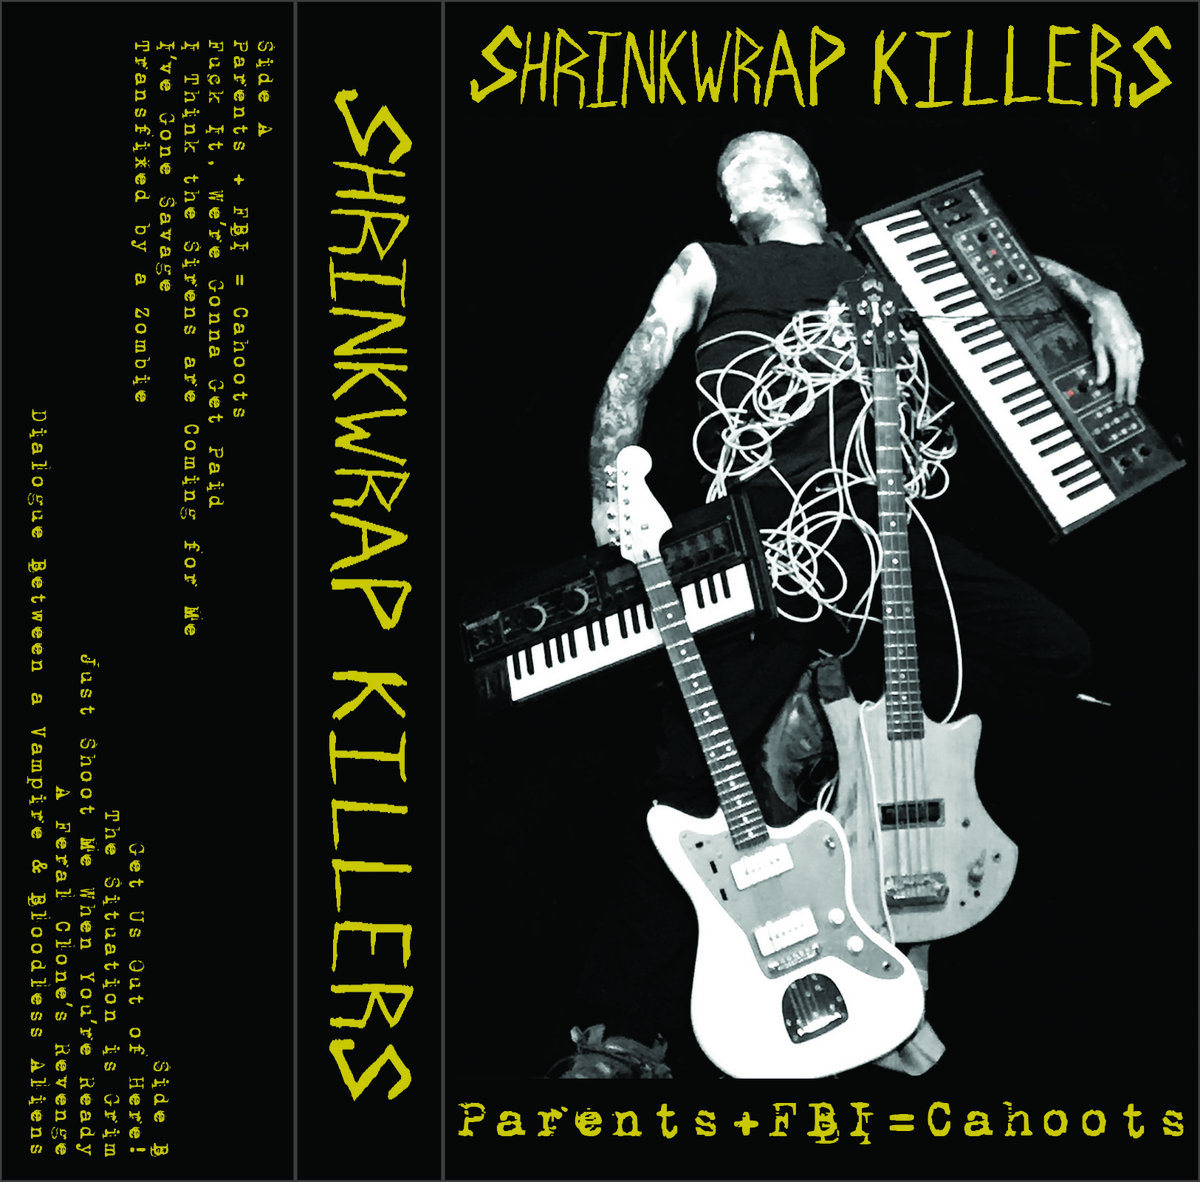 Side A
Parents + FBI = Cahoots
Fuck It, We're Gonna Get Paid
I Think the Sirens are Coming for Me
I've Gone Savage
Transfixed by a Zombie
Side B
Get Us Out of Here!
The Situation is Grim
Just Shoot Me When You're Ready
A Feral Clone's Revenge
Dialogue Between a Vampire & Bloodless Aliens
SHRINKWRAP KILLERS
SHRINKWRAP KILLERS
Parents+FBI=Cahoots